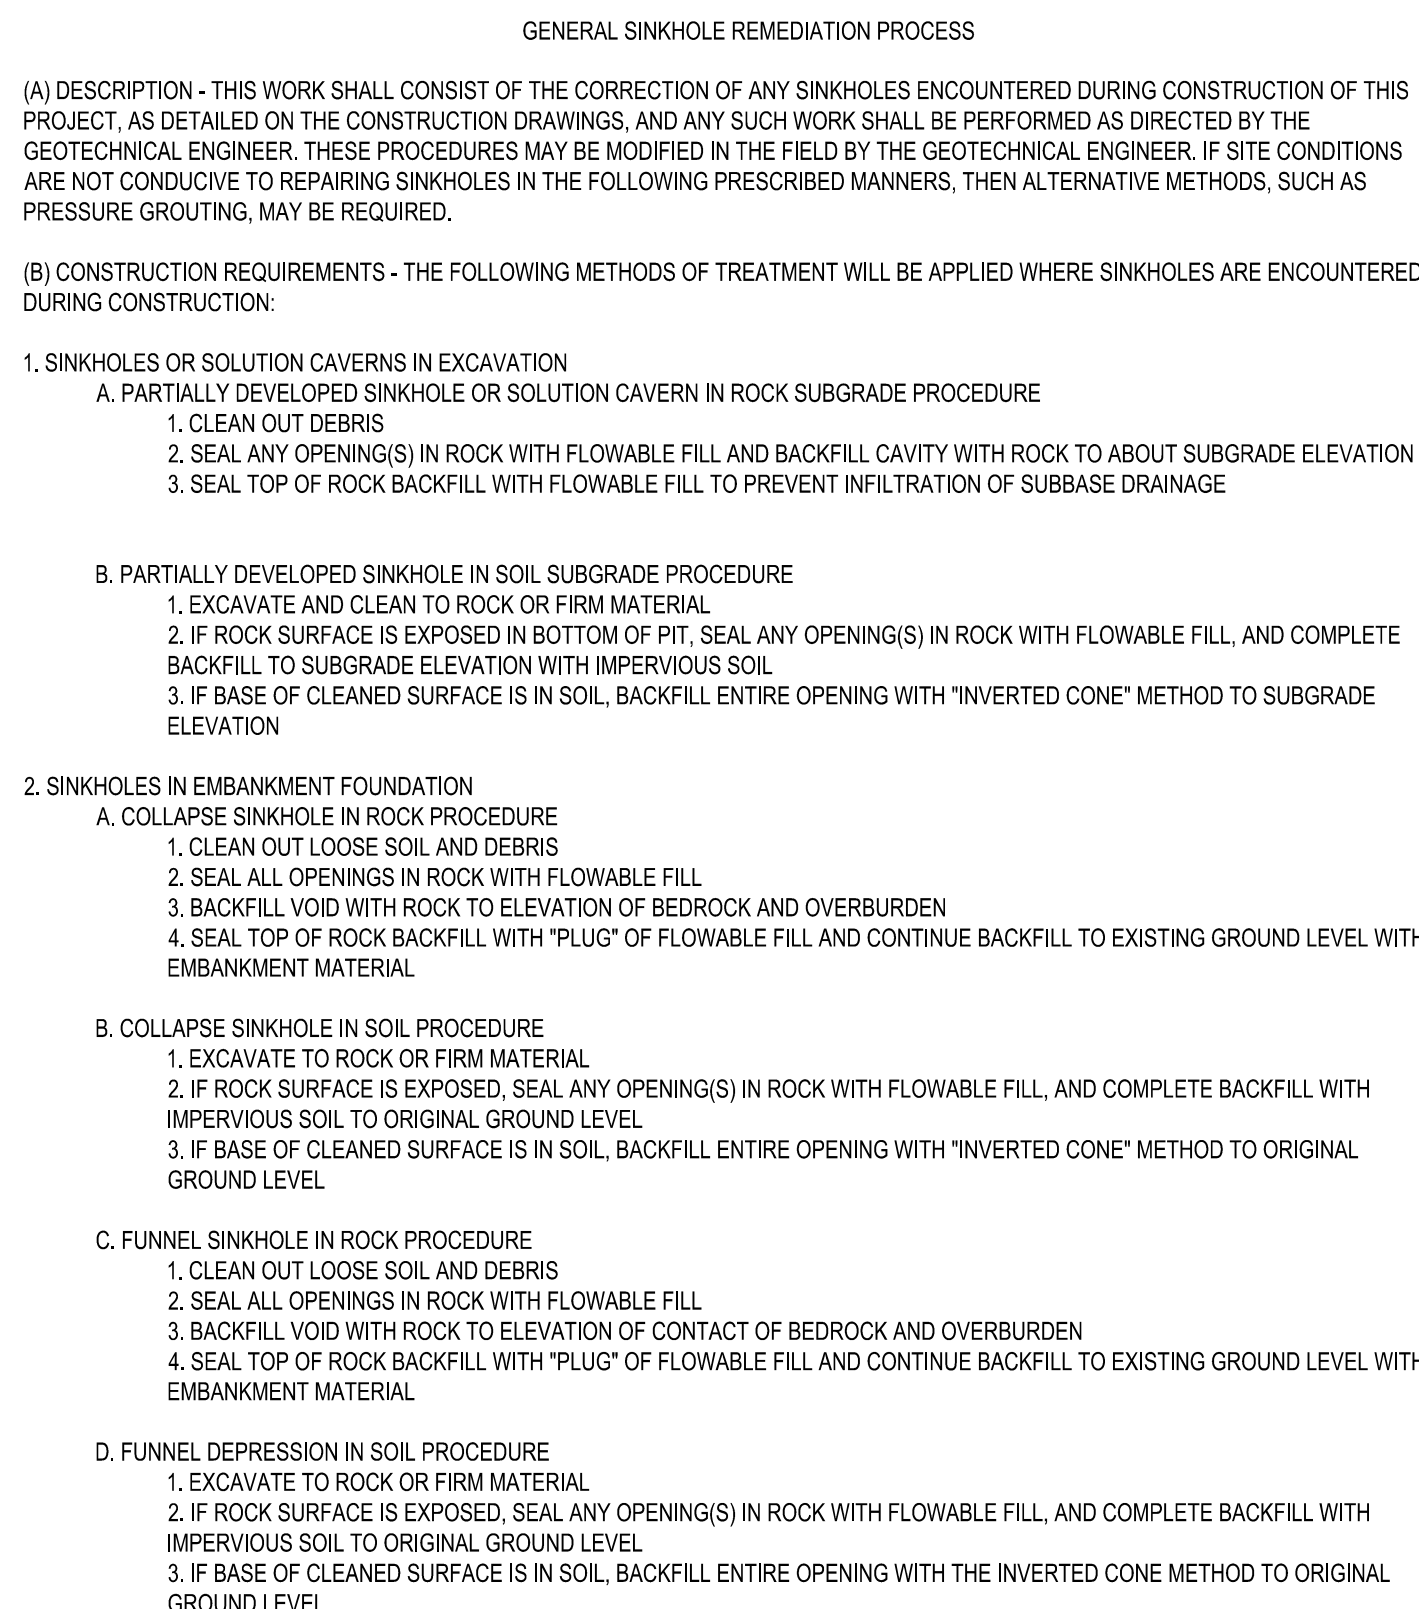 GENERAL SINKHOLE REMEDIATION PROCESS
(A) DESCRIPTION - THIS WORK SHALL CONSIST OF THE CORRECTION OF ANY SINKHOLES ENCOUNTERED DURING CONSTRUCTION OF THIS
PROJECT, AS DETAILED ON THE CONSTRUCTION DRAWINGS, AND ANY SUCH WORK SHALL BE PERFORMED AS DIRECTED BY THE
GEOTECHNICAL ENGINEER. THESE PROCEDURES MAY BE MODIFIED IN THE FIELD BY THE GEOTECHNICAL ENGINEER. IF SITE CONDITIONS
ARE NOT CONDUCIVE TO REPAIRING SINKHOLES IN THE FOLLOWING PRESCRIBED MANNERS, THEN ALTERNATIVE METHODS, SUCH AS
PRESSURE GROUTING, MAY BE REQUIRED.
(B) CONSTRUCTION REQUIREMENTS - THE FOLLOWING METHODS OF TREATMENT WILL BE APPLIED WHERE SINKHOLES ARE ENCOUNTERED
DURING CONSTRUCTION:
1. SINKHOLES OR SOLUTION CAVERNS IN EXCAVATION
A. PARTIALLY DEVELOPED SINKHOLE OR SOLUTION CAVERN IN ROCK SUBGRADE PROCEDURE
1. CLEAN OUT DEBRIS
2. SEAL ANY OPENING(S) IN ROCK WITH FLOWABLE FILL AND BACKFILL CAVITY WITH ROCK TO ABOUT SUBGRADE ELEVATION
3. SEAL TOP OF ROCK BACKFILL WITH FLOWABLE FILL TO PREVENT INFILTRATION OF SUBBASE DRAINAGE
B. PARTIALLY DEVELOPED SINKHOLE IN SOIL SUBGRADE PROCEDURE
1. EXCAVATE AND CLEAN TO ROCK OR FIRM MATERIAL
2. IF ROCK SURFACE IS EXPOSED IN BOTTOM OF PIT, SEAL ANY OPENING(S) IN ROCK WITH FLOWABLE FILL, AND COMPLETE
BACKFILL TO SUBGRADE ELEVATION WITH IMPERVIOUS SOIL
3. IF BASE OF CLEANED SURFACE IS IN SOIL, BACKFILL ENTIRE OPENING WITH "INVERTED CONE" METHOD TO SUBGRADE
ELEVATION
2. SINKHOLES IN EMBANKMENT FOUNDATION
A. COLLAPSE SINKHOLE IN ROCK PROCEDURE
1. CLEAN OUT LOOSE SOIL AND DEBRIS
2. SEAL ALL OPENINGS IN ROCK WITH FLOWABLE FILL
3. BACKFILL VOID WITH ROCK TO ELEVATION OF BEDROCK AND OVERBURDEN
4. SEAL TOP OF ROCK BACKFILL WITH "PLUG" OF FLOWABLE FILL AND CONTINUE BACKFILL TO EXISTING GROUND LEVEL WITH
EMBANKMENT MATERIAL
B. COLLAPSE SINKHOLE IN SOIL PROCEDURE
1. EXCAVATE TO ROCK OR FIRM MATERIAL
2. IF ROCK SURFACE IS EXPOSED, SEAL ANY OPENING(S) IN ROCK WITH FLOWABLE FILL, AND COMPLETE BACKFILL WITH
IMPERVIOUS SOIL TO ORIGINAL GROUND LEVEL
3. IF BASE OF CLEANED SURFACE IS IN SOIL, BACKFILL ENTIRE OPENING WITH "INVERTED CONE" METHOD TO ORIGINAL
GROUND LEVEL
C. FUNNEL SINKHOLE IN ROCK PROCEDURE
1. CLEAN OUT LOOSE SOIL AND DEBRIS
2. SEAL ALL OPENINGS IN ROCK WITH FLOWABLE FILL
3. BACKFILL VOID WITH ROCK TO ELEVATION OF CONTACT OF BEDROCK AND OVERBURDEN
4. SEAL TOP OF ROCK BACKFILL WITH "PLUG" OF FLOWABLE FILL AND CONTINUE BACKFILL TO EXISTING GROUND LEVEL WITH
EMBANKMENT MATERIAL
D. FUNNEL DEPRESSION IN SOIL PROCEDURE
1. EXCAVATE TO ROCK OR FIRM MATERIAL
2. IF ROCK SURFACE IS EXPOSED, SEAL ANY OPENING(S) IN ROCK WITH FLOWABLE FILL, AND COMPLETE BACKFILL WITH
IMPERVIOUS SOIL TO ORIGINAL GROUND LEVEL
3. IF BASE OF CLEANED SURFACE IS IN SOIL, BACKFILL ENTIRE OPENING WITH THE INVERTED CONE METHOD TO ORIGINAL
GROUND LEVEL